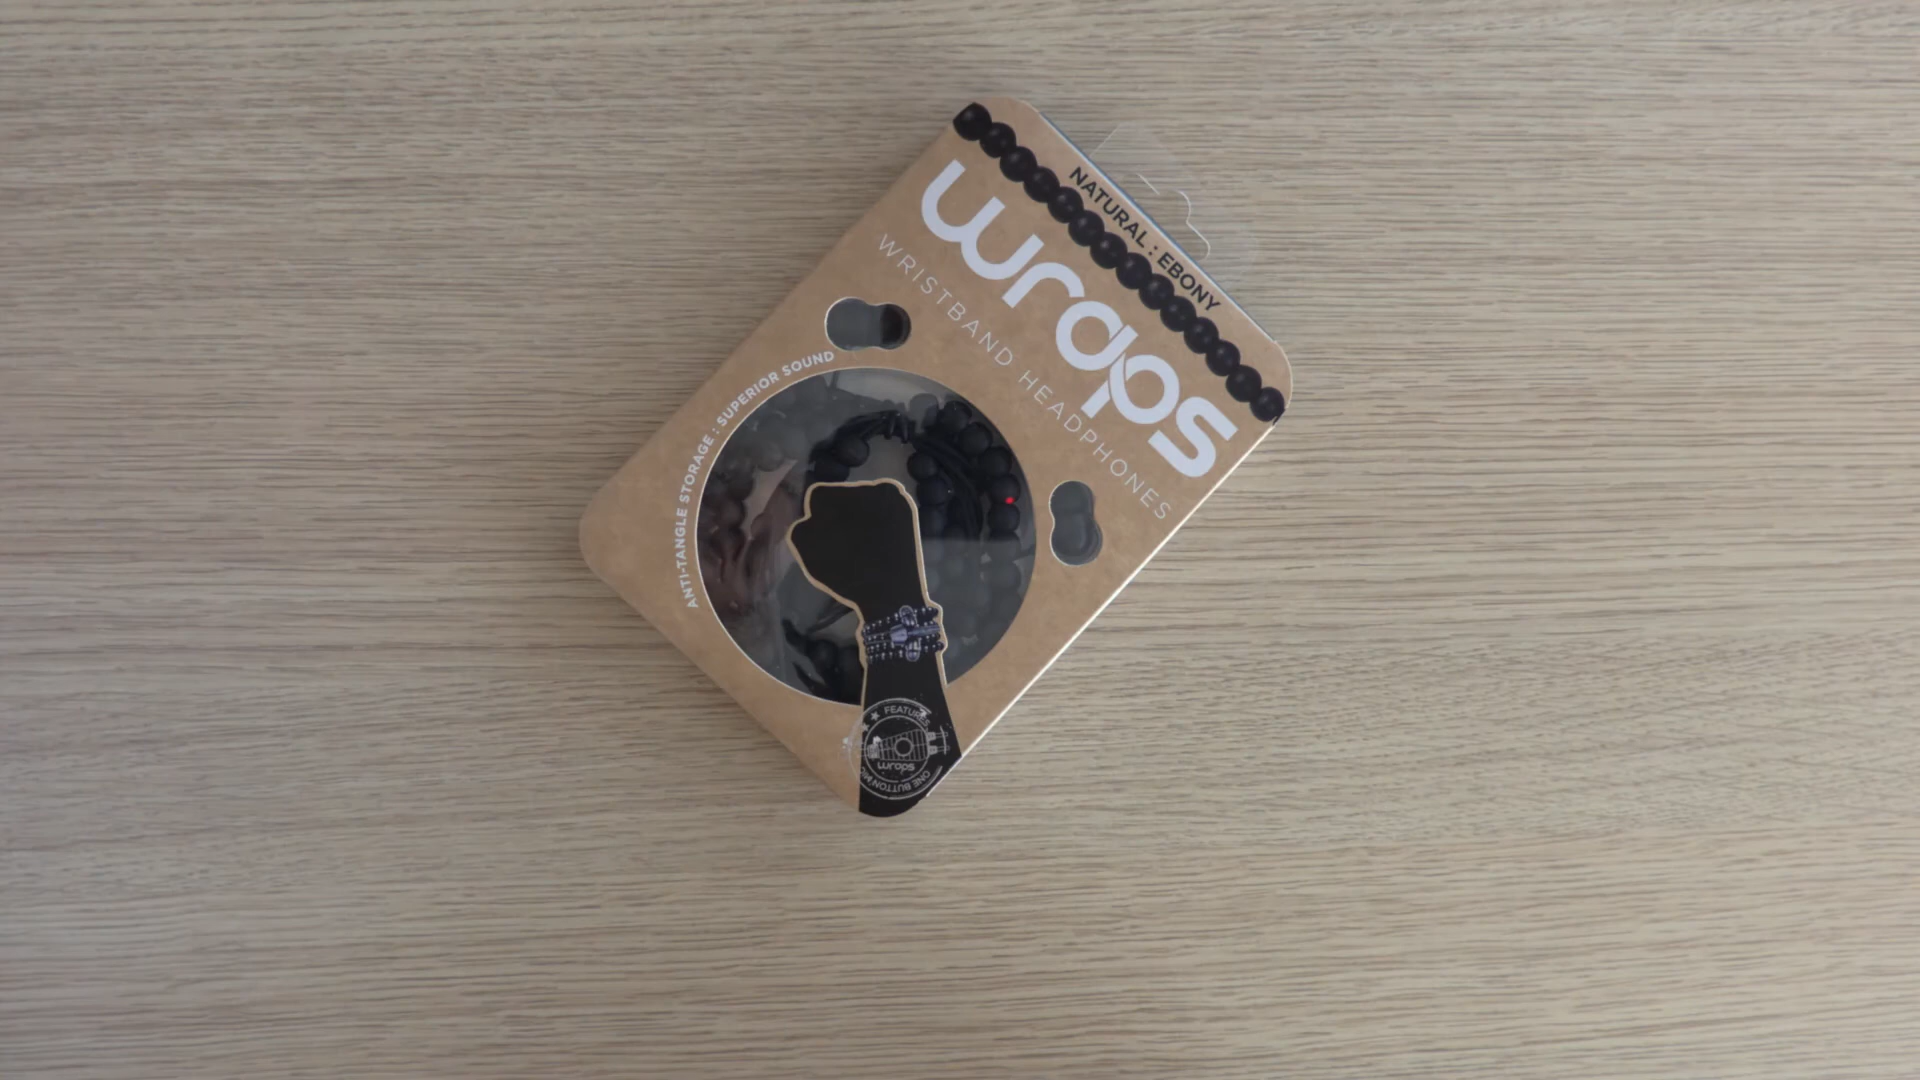 NATURAL : EBONY
wraps
WRISTBAND HEADPHONES
ANTI-TANGLE STORAGE : SUPERIOR SOUND
FEATURES
wraps
ONE BUTTON MIC